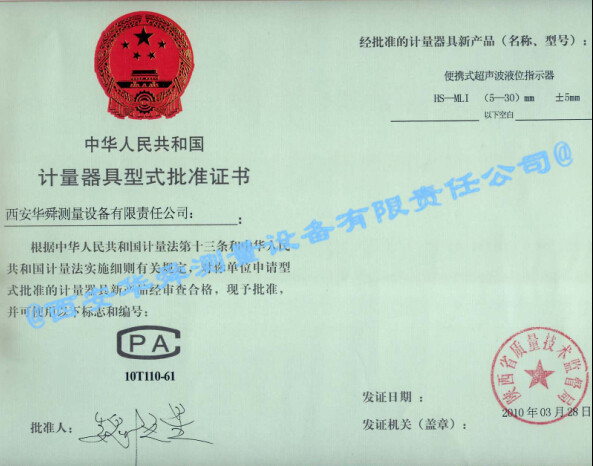 中华人民共和国
计量器具型式批准证书
西安华舜测量设备有限责任公司：
：
根据中华人民共和国计量法第十三条和中华人民
共和国计量法实施细则有关规定，对你单位申请型
式批准的计量器具新产品经审查合格，现予批准，
并可使用以下标志和编号：
CPA
10T110-61
批准人：
经批准的计量器具新产品（名称、型号）：
便携式超声波液位指示器
HS—MLI （5—30）mm ±5mm
以下空白
@西安华舜测量设备有限责任公司@
陕西省质量技术监督局
发证日期：
2010 年 03 月 28 日
发证机关（盖章）：